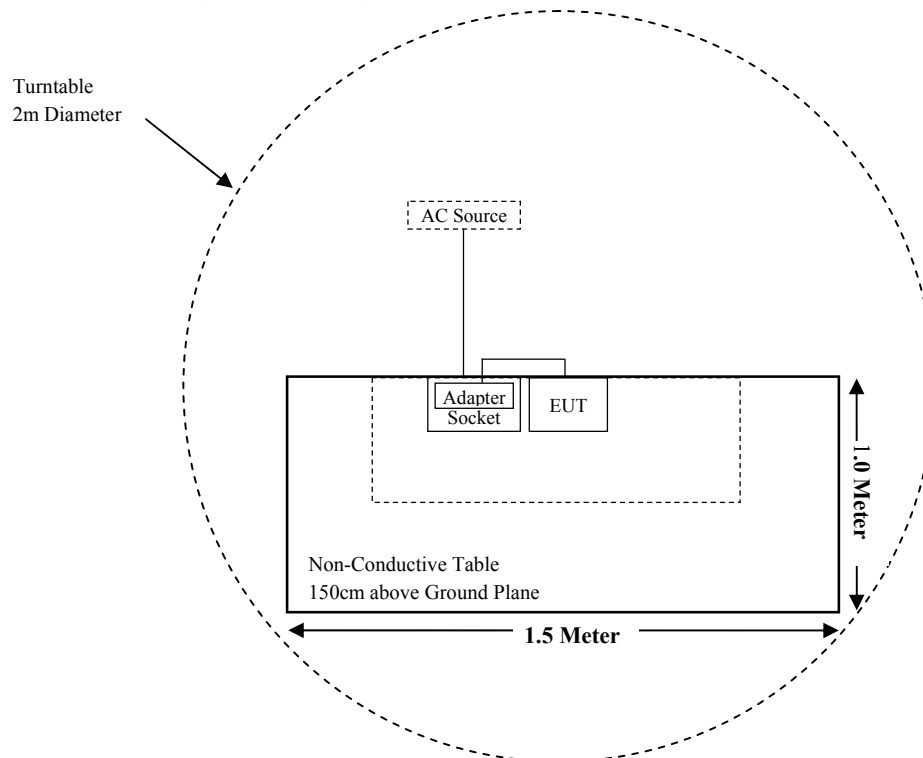 Turntable
2m Diameter
AC Source
Adapter
Socket
EUT
1.0 Meter
Non-Conductive Table
150cm above Ground Plane
1.5 Meter